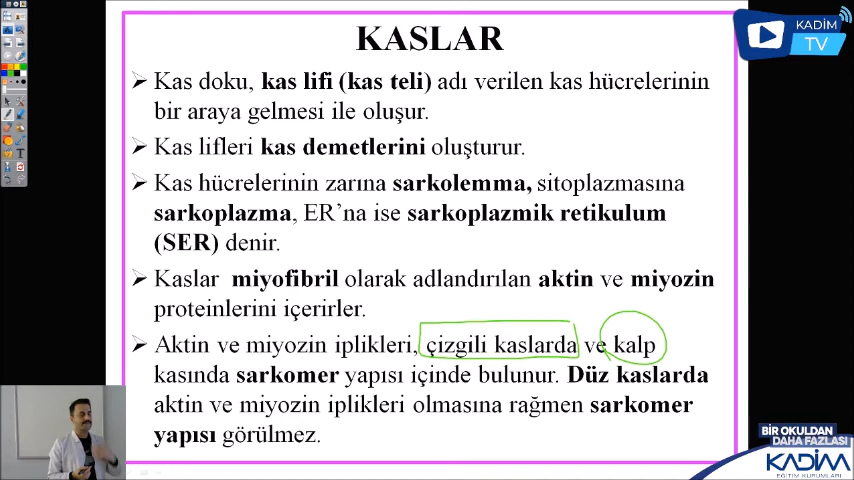 KASLAR
KADİM
TV
➢ Kas doku, kas lifi (kas teli) adı verilen kas hücrelerinin
bir araya gelmesi ile oluşur.
➢ Kas lifleri kas demetlerini oluşturur.
➢ Kas hücrelerinin zarına sarkolemma, sitoplazmasına
sarkoplazma, ER’na ise sarkoplazmik retikulum
(SER) denir.
➢ Kaslar miyofibril olarak adlandırılan aktin ve miyozin
proteinlerini içerirler.
➢ Aktin ve miyozin iplikleri, çizgili kaslarda ve kalp
kasında sarkomer yapısı içinde bulunur. Düz kaslarda
aktin ve miyozin iplikleri olmasına rağmen sarkomer
yapısı görülmez.
BİR OKULDAN
DAHA FAZLASI
KADİM
EĞİTİM KURUMLARI